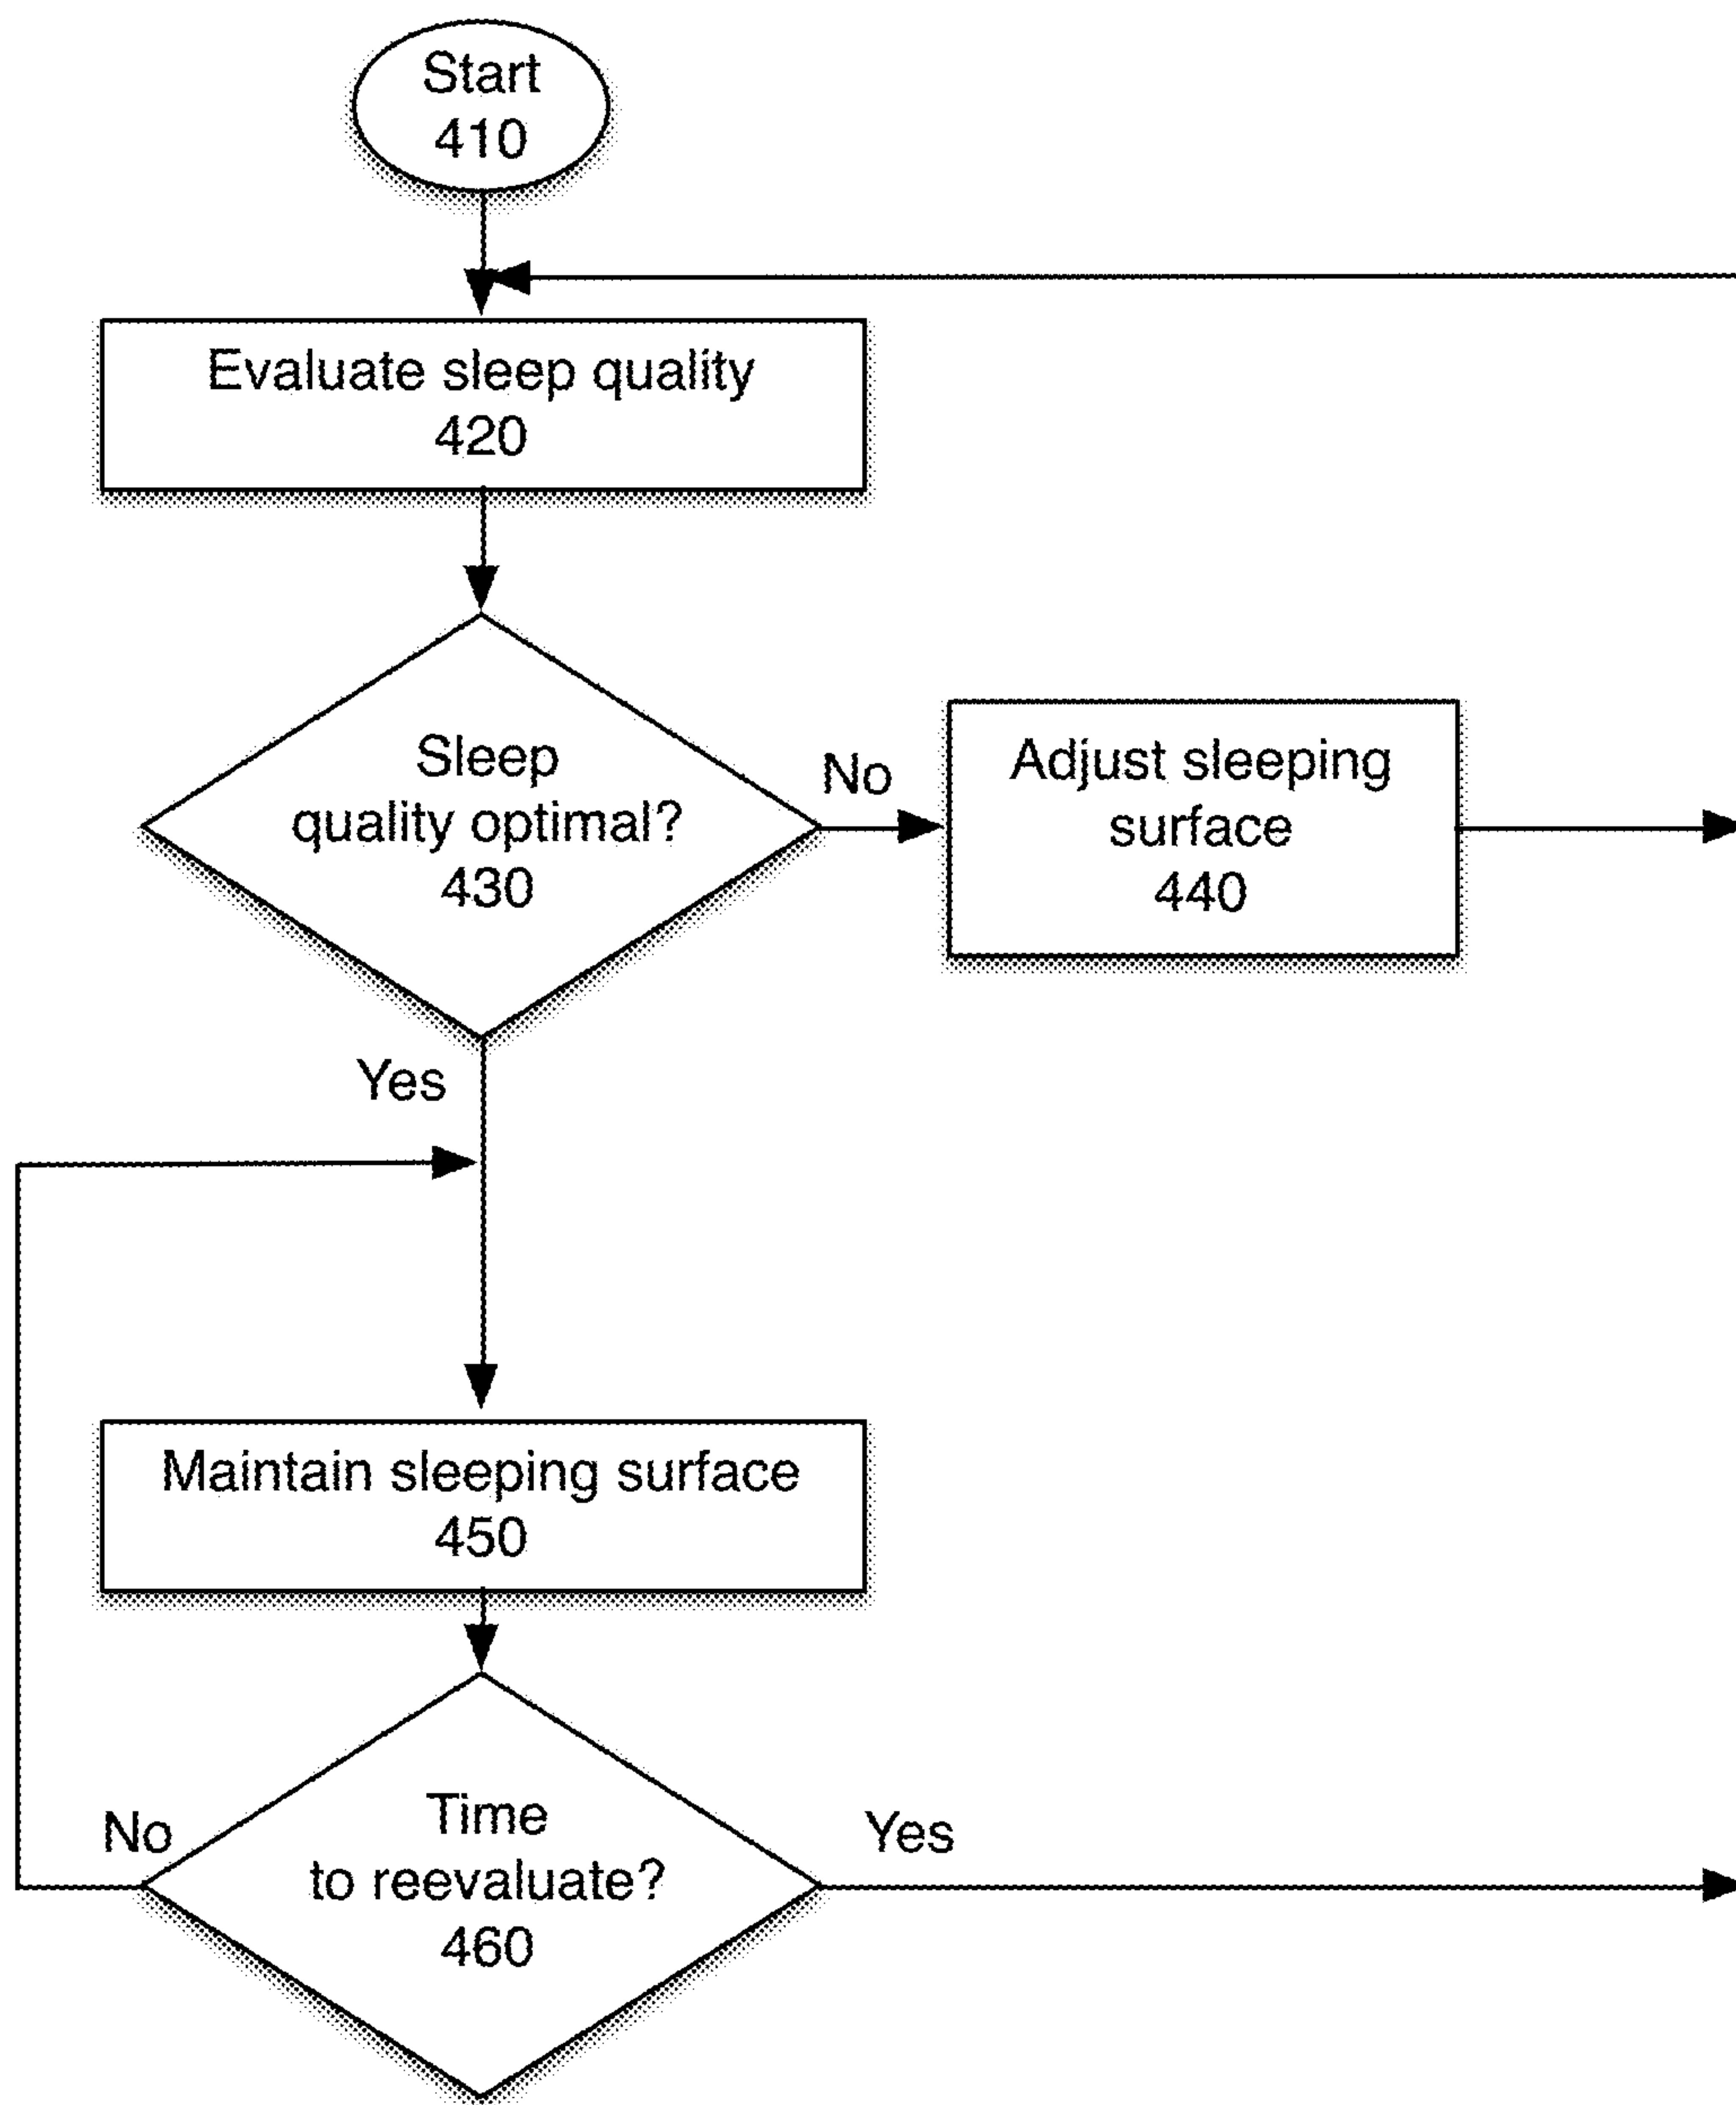 Start
410
Evaluate sleep quality
420
Sleep
quality optimal?
430
No
Adjust sleeping
surface
440
Yes
Maintain sleeping surface
450
Time
to reevaluate?
460
No
Yes